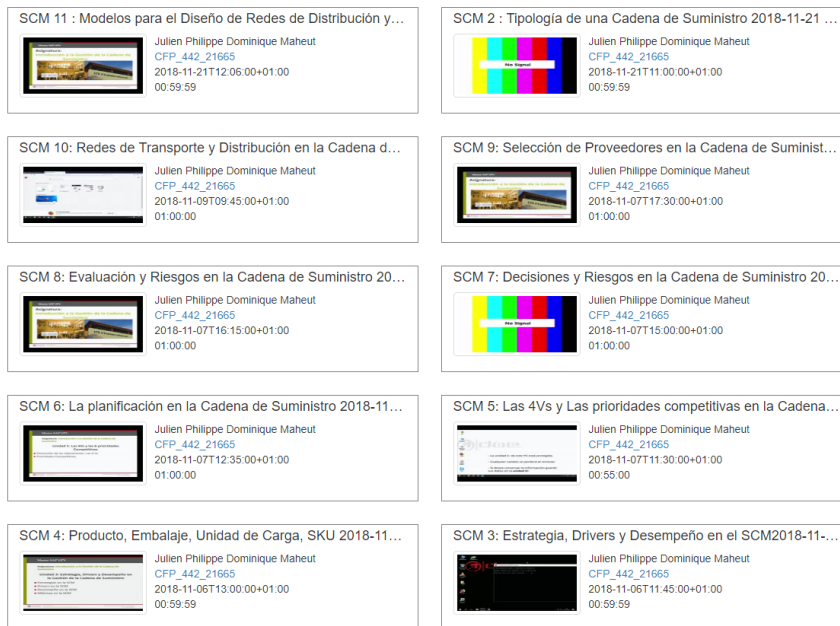 SCM 11 : Modelos para el Diseño de Redes de Distribución y...
Julien Philippe Dominique Maheut
CFP_442_21665
2018-11-21T12:06:00+01:00
00:59:59
SCM 2 : Tipología de una Cadena de Suministro 2018-11-21 ...
No Signal
Julien Philippe Dominique Maheut
CFP_442_21665
2018-11-21T11:00:00+01:00
00:59:59
SCM 10: Redes de Transporte y Distribución en la Cadena d...
Julien Philippe Dominique Maheut
CFP_442_21665
2018-11-09T09:45:00+01:00
01:00:00
SCM 9: Selección de Proveedores en la Cadena de Suminist...
Julien Philippe Dominique Maheut
CFP_442_21665
2018-11-07T17:30:00+01:00
01:00:00
SCM 8: Evaluación y Riesgos en la Cadena de Suministro 20...
Julien Philippe Dominique Maheut
CFP_442_21665
2018-11-07T16:15:00+01:00
01:00:00
SCM 7: Decisiones y Riesgos en la Cadena de Suministro 20...
No Signal
Julien Philippe Dominique Maheut
CFP_442_21665
2018-11-07T15:00:00+01:00
01:00:00
SCM 6: La planificación en la Cadena de Suministro 2018-11...
Julien Philippe Dominique Maheut
CFP_442_21665
2018-11-07T12:35:00+01:00
01:00:00
SCM 5: Las 4Vs y Las prioridades competitivas en la Cadena...
Julien Philippe Dominique Maheut
CFP_442_21665
2018-11-07T11:30:00+01:00
00:55:00
SCM 4: Producto, Embalaje, Unidad de Carga, SKU 2018-11...
Julien Philippe Dominique Maheut
CFP_442_21665
2018-11-06T13:00:00+01:00
00:59:59
SCM 3: Estrategia, Drivers y Desempeño en el SCM2018-11-...
Julien Philippe Dominique Maheut
CFP_442_21665
2018-11-06T11:45:00+01:00
00:59:59